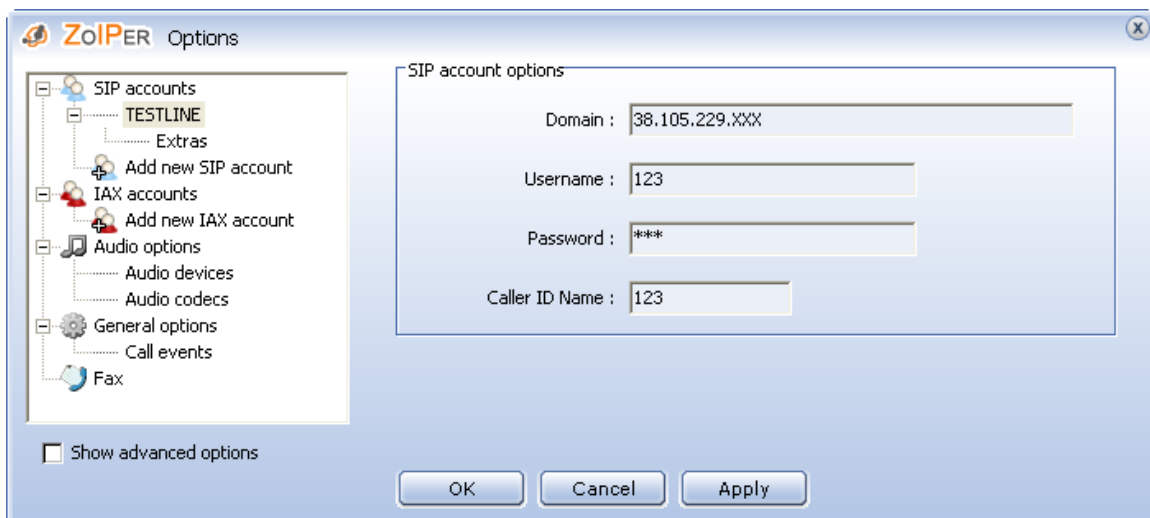 ZOIPER Options
SIP accounts
TESTLINE
Extras
Add new SIP account
IAX accounts
Add new IAX account
Audio options
Audio devices
Audio codecs
General options
Call events
Fax
Show advanced options
SIP account options
Domain : 38.105.229.XXX
Username : 123
Password : ***
Caller ID Name : 123
OK Cancel Apply